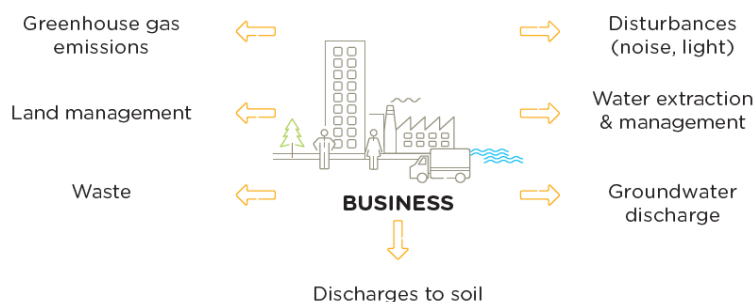 Greenhouse gas
emissions
Disturbances
(noise, light)
Land management
Water extraction
& management
Waste
BUSINESS
Groundwater
discharge
Discharges to soil